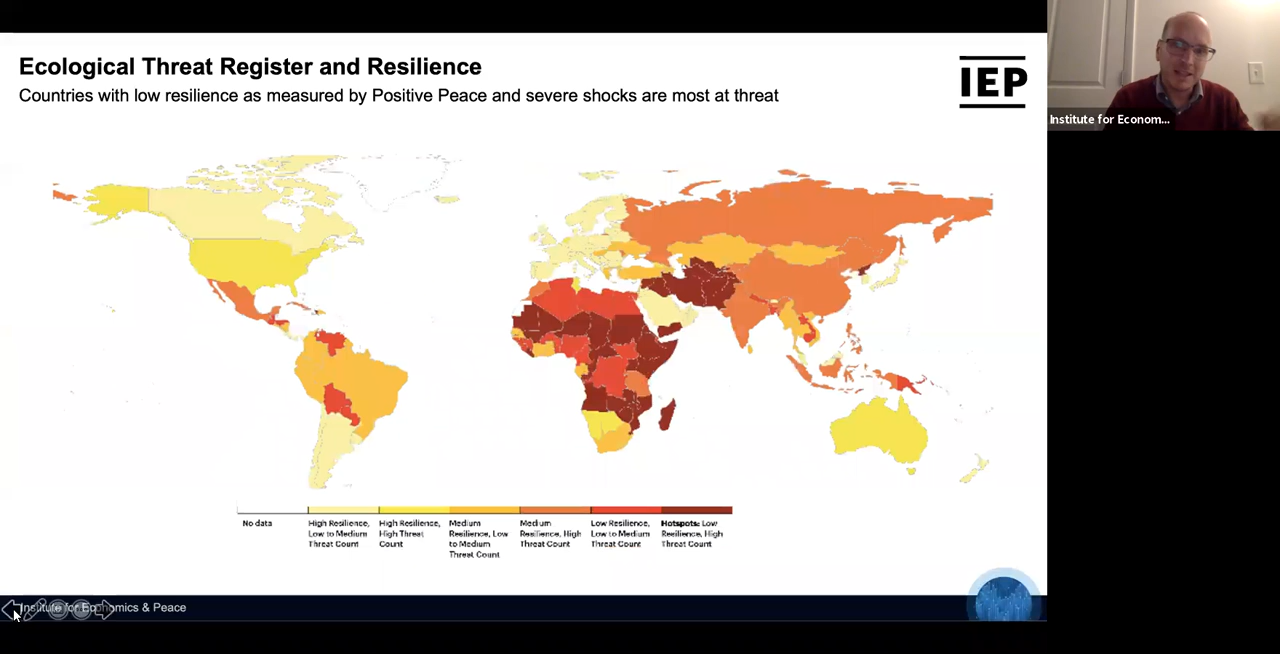 Ecological Threat Register and Resilience
Countries with low resilience as measured by Positive Peace and severe shocks are most at threat
IEP
Institute for Econom...
No data
High Resilience,
Low to Medium
Threat Count
High Resilience,
High Threat
Count
Medium
Resilience, Low
to Medium
Threat Count
Medium
Resilience, High
Threat Count
Low Resilience,
Low to Medium
Threat Count
Hotspots: Low
Resilience, High
Threat Count
Institute for Economics & Peace